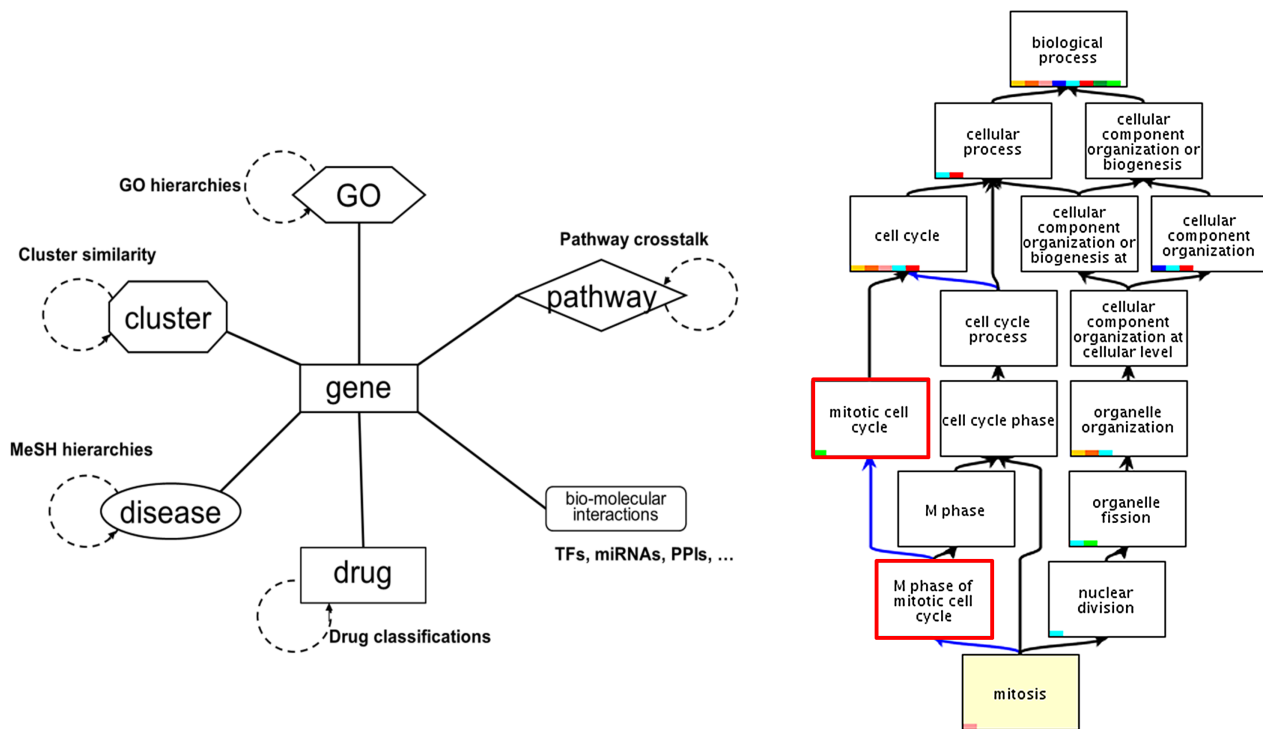 GO hierarchies
GO
Cluster similarity
cluster
Pathway crosstalk
pathway
gene
MeSH hierarchies
disease
bio-molecular
interactions
TFs, miRNAs, PPIs, ...
drug
Drug classifications
biological
process
cellular
process
cellular
component
organization or
biogenesis
cell cycle
cellular
component
organization or
biogenesis at
cellular
component
organization
cell cycle
process
cellular
component
organization at
cellular level
mitotic cell
cycle
cell cycle phase
organelle
organization
M phase
organelle
fission
M phase of
mitotic cell
cycle
nuclear
division
mitosis